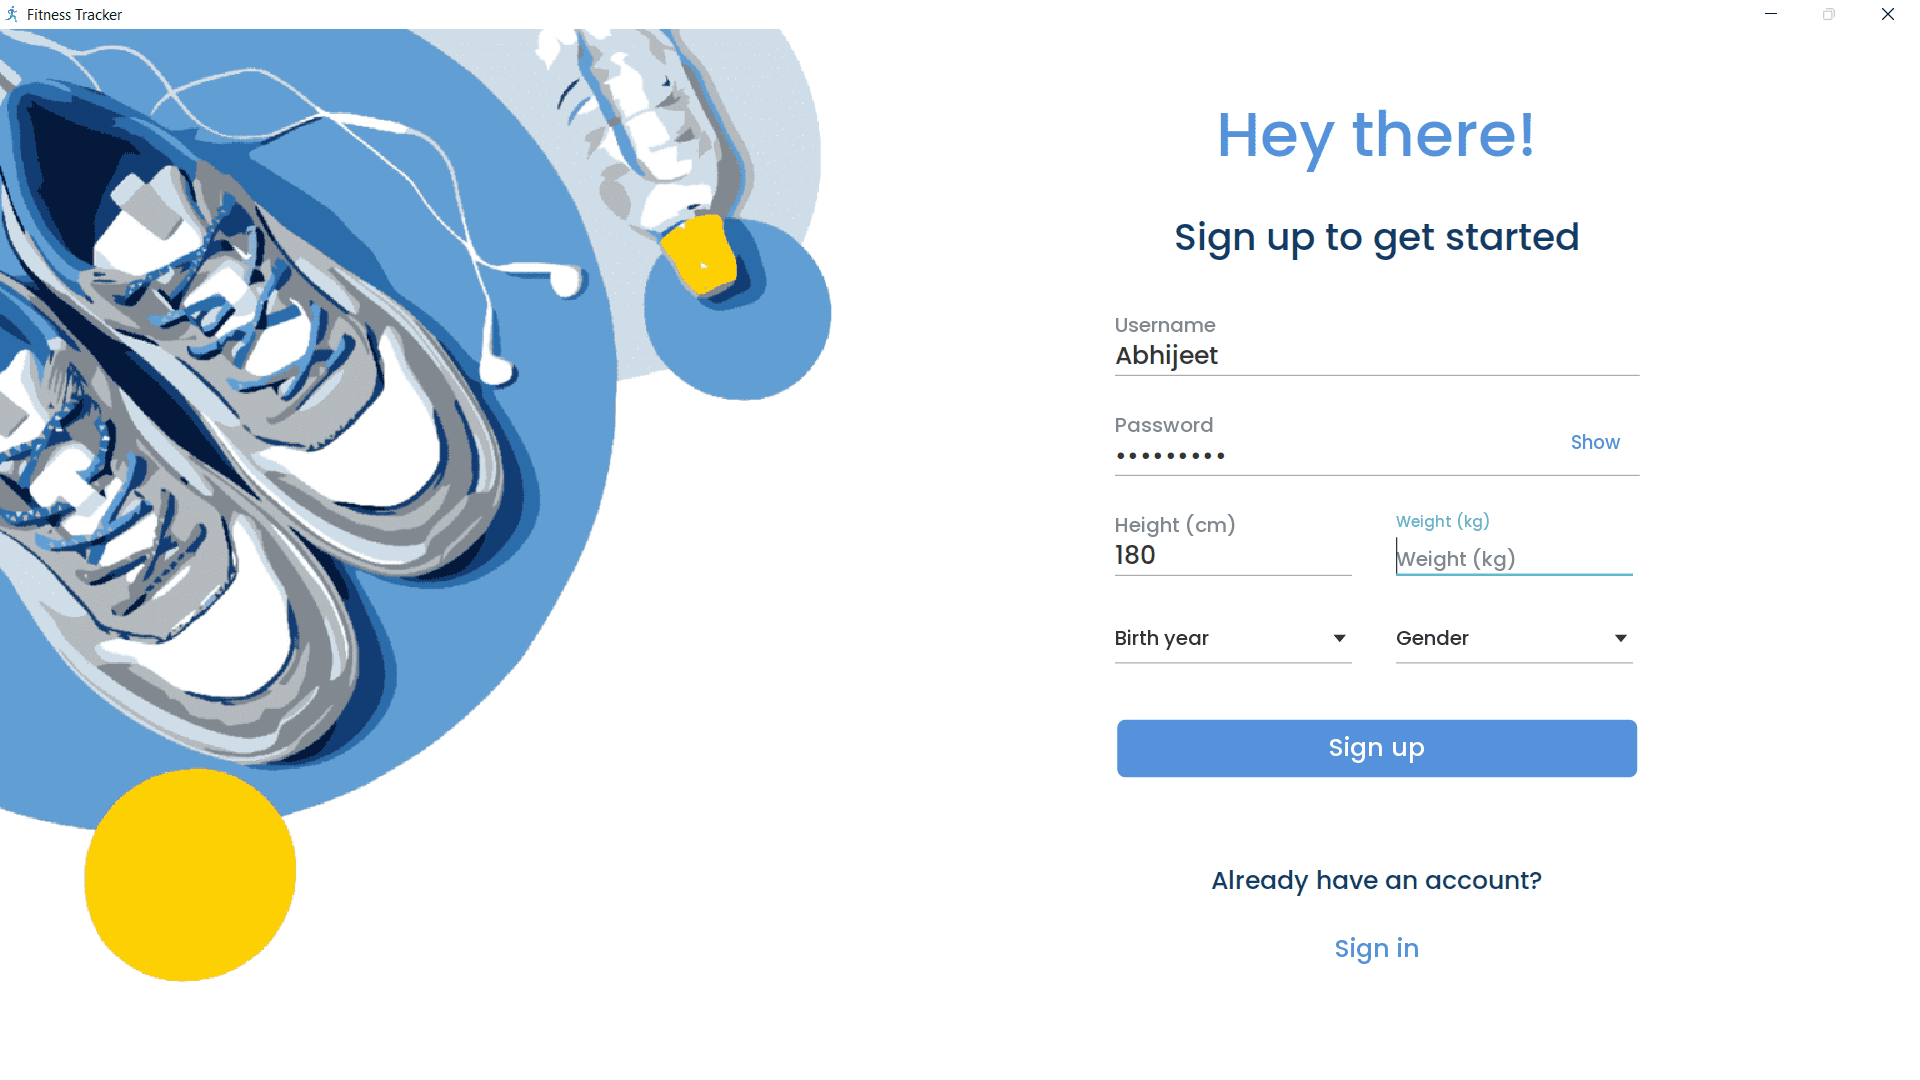 Fitness Tracker
Hey there!
Sign up to get started
Username
Abhijeet
Password
•••••••••
Show
Height (cm)
180
Weight (kg)
Weight (kg)
Birth year
Gender
Sign up
Already have an account?
Sign in